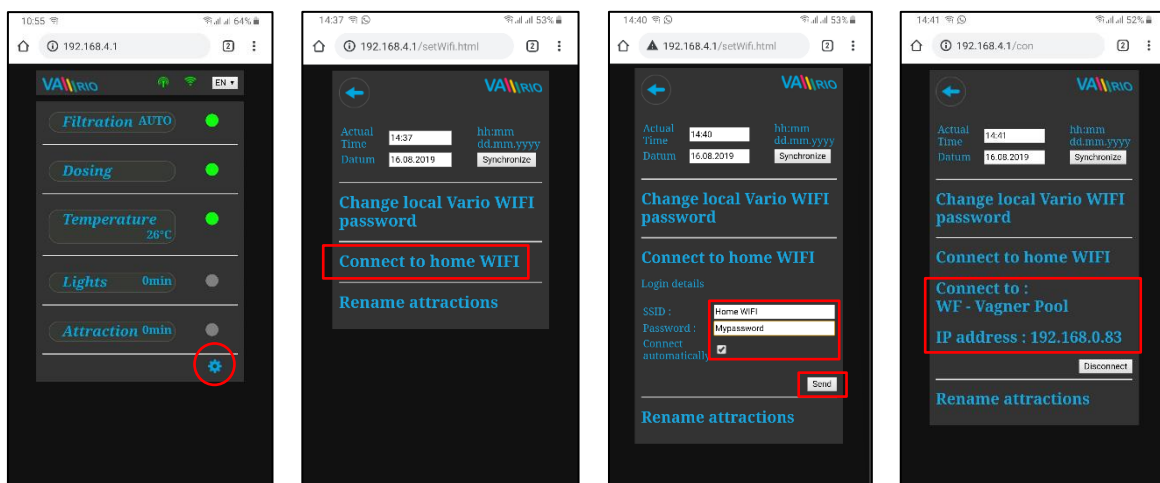 10:55 64%
192.168.4.1 2
VARIO EN
Filtration AUTO
Dosing
Temperature
26°C
Lights 0min
Attraction 0min
14:37 53%
192.168.4.1/setWifi.html 2
VARIO
Actual
Time 14:37 hh:mm
dd.mm.yyyy
Datum 16.08.2019 Synchronize
Change local Vario WIFI
password
Connect to home WIFI
Rename attractions
14:40 53%
192.168.4.1/setWifi.html 2
VARIO
Actual
Time 14:40 hh:mm
dd.mm.yyyy
Datum 16.08.2019 Synchronize
Change local Vario WIFI
password
Connect to home WIFI
Login details
SSID : Home WIFI
Password : Mypassword
Connect
automatically
Send
Rename attractions
14:41 52%
192.168.4.1/con 2
VARIO
Actual
Time 14:41 hh:mm
dd.mm.yyyy
Datum 16.08.2019 Synchronize
Change local Vario WIFI
password
Connect to home WIFI
Connect to :
WF - Vagner Pool
IP address : 192.168.0.83
Disconnect
Rename attractions